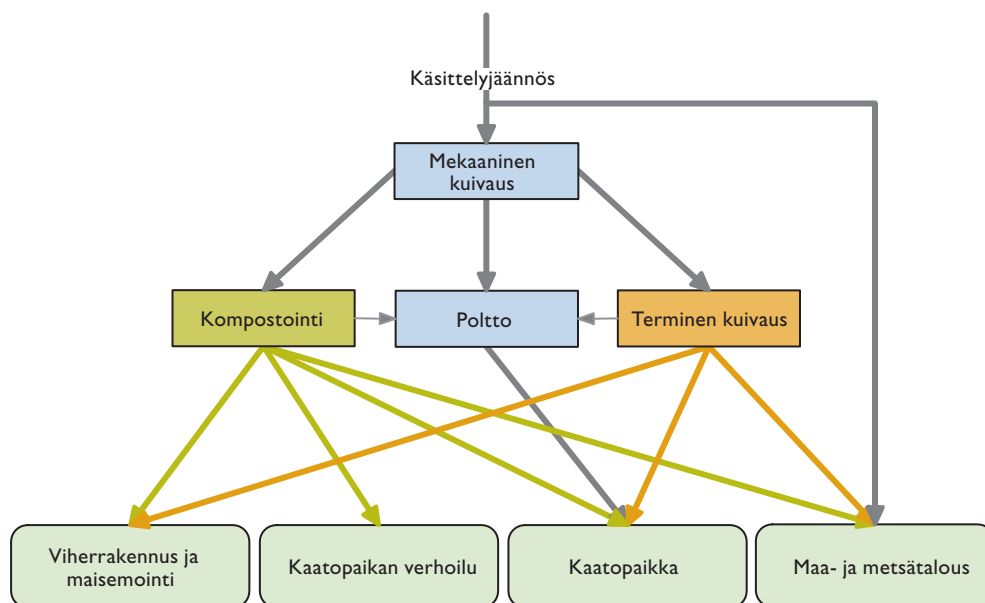 Käsittelyjäännös
Mekaaninen
kuivaus
Kompostointi
Poltto
Terminen kuivaus
Viherrakennus ja
maisemointi
Kaatopaikan verhoilu
Kaatopaikka
Maa- ja metsätalous